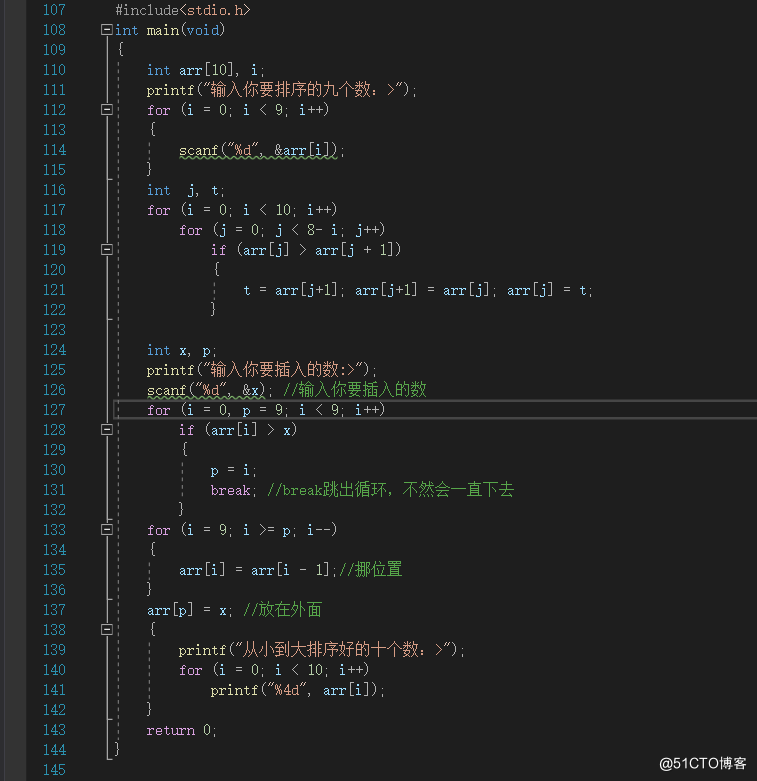 107 #include<stdio.h>
108 int main(void)
109 {
110 int arr[10], i;
111 printf("输入你要排序的九个数：>");
112 for (i = 0; i < 9; i++)
113 {
114 scanf("%d", &arr[i]);
115 }
116 int  j, t;
117 for (i = 0; i < 10; i++)
118 for (j = 0; j < 8- i; j++)
119 if (arr[j] > arr[j + 1])
120 {
121 t = arr[j+1]; arr[j+1] = arr[j]; arr[j] = t;
122 }
123
124 int x, p;
125 printf("输入你要插入的数:>");
126 scanf("%d", &x); //输入你要插入的数
127 for (i = 0, p = 9; i < 9; i++)
128 if (arr[i] > x)
129 {
130 p = i;
131 break; //break跳出循环，不然会一直下去
132 }
133 for (i = 9; i >= p; i--)
134 {
135 arr[i] = arr[i - 1];//挪位置
136 }
137 arr[p] = x; //放在外面
138 {
139 printf("从小到大排序好的十个数：>");
140 for (i = 0; i < 10; i++)
141 printf("%4d", arr[i]);
142 }
143 return 0;
144 }
145
@51CTO博客